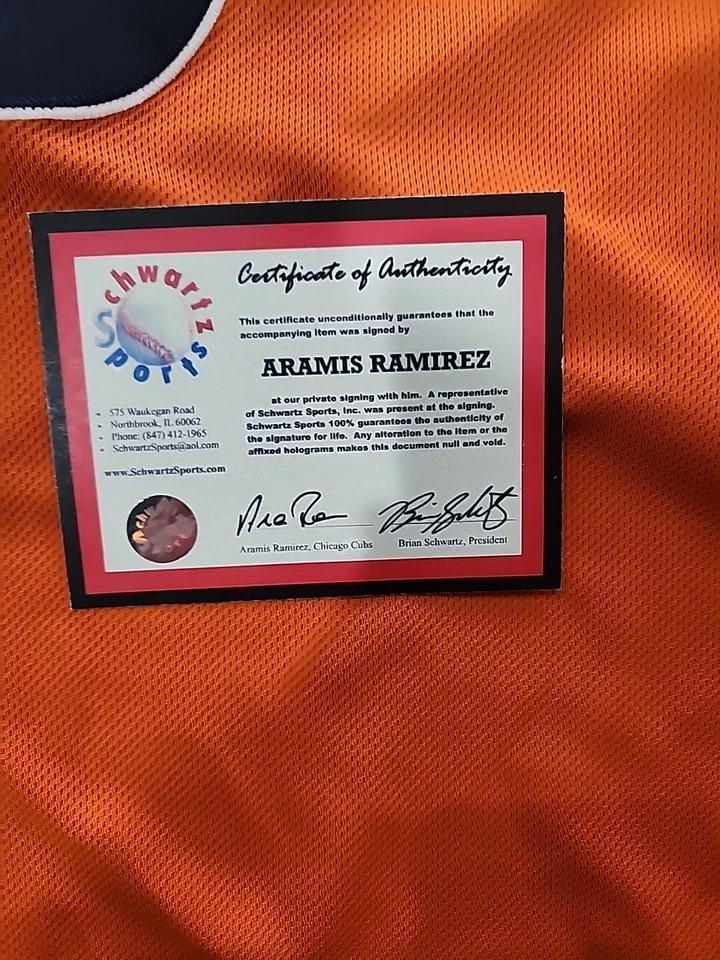 Schwartz
Sports
Certificate of Authenticity
This certificate unconditionally guarantees that the
accompanying item was signed by
ARAMIS RAMIREZ
at our private signing with him. A representative
of Schwartz Sports, Inc. was present at the signing.
Schwartz Sports 100% guarantees the authenticity of
the signature for life. Any alteration to the item or the
affixed holograms makes this document null and void.
- 575 Waukegan Road
- Northbrook, IL 60062
- Phone: (847) 412-1965
- SchwartzSports@aol.com
www.SchwartzSports.com
Aramis Ramirez, Chicago Cubs
Brian Schwartz, President